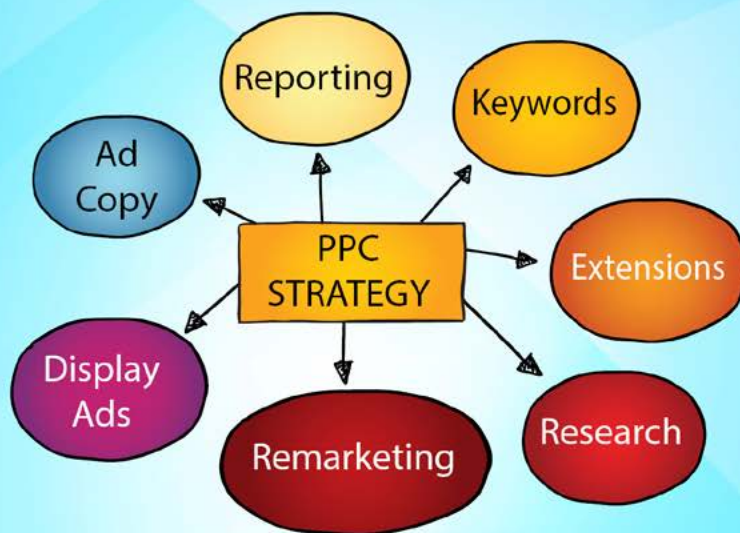 Reporting
Keywords
Ad
Copy
PPC
STRATEGY
Extensions
Display
Ads
Remarketing
Research